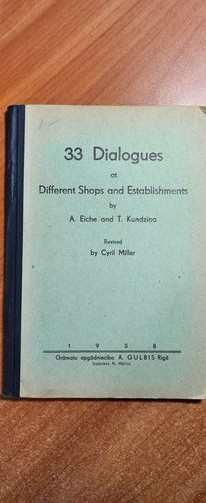 33 Dialogues
at
Different Shops and Establishments
by
A. Eiche and T. Kundziņa
Revised
by Cyril Miller
1 9 3 8
Grāmatu apgādniecība A. GULBIS Rīgā